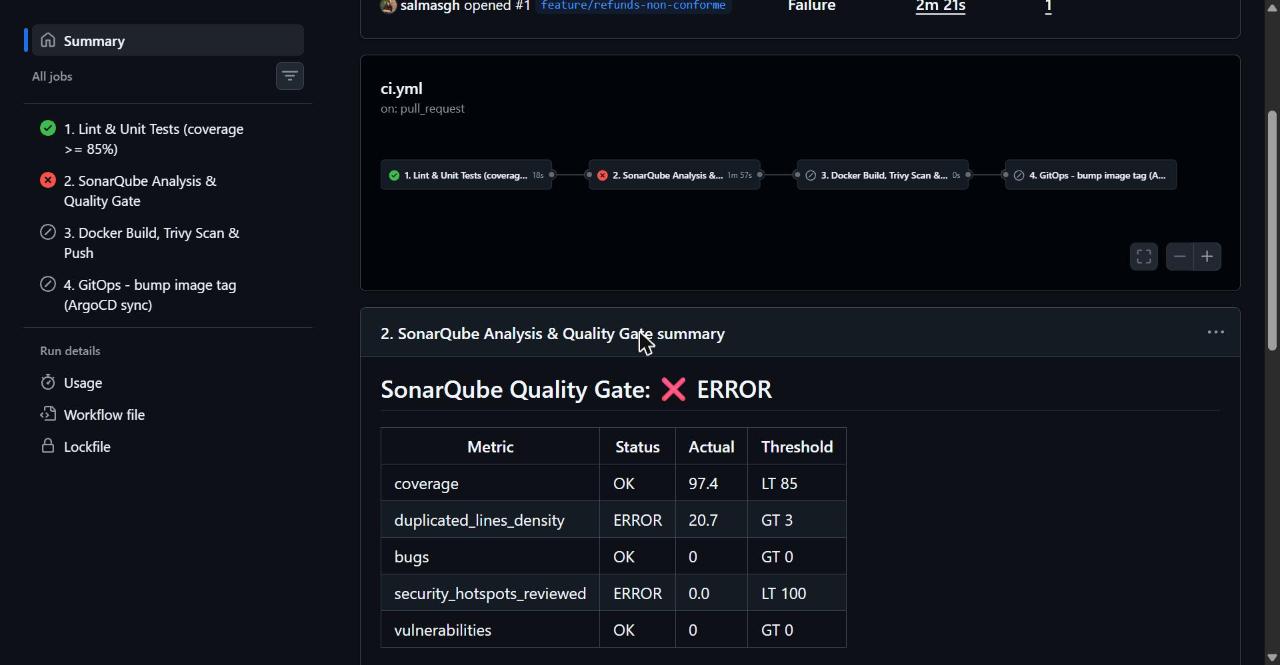 salmasgh opened #1 feature/refunds-non-conforme Failure 2m 21s 1
Summary
All jobs
1. Lint & Unit Tests (coverage
>= 85%)
2. SonarQube Analysis &
Quality Gate
3. Docker Build, Trivy Scan &
Push
4. GitOps - bump image tag
(ArgoCD sync)
Run details
Usage
Workflow file
Lockfile
ci.yml
on: pull_request
1. Lint & Unit Tests (coverag... 18s
2. SonarQube Analysis &... 1m 57s
3. Docker Build, Trivy Scan &... 0s
4. GitOps - bump image tag (A...
2. SonarQube Analysis & Quality Gate summary
SonarQube Quality Gate: ❌ ERROR
Metric Status Actual Threshold
coverage OK 97.4 LT 85
duplicated_lines_density ERROR 20.7 GT 3
bugs OK 0 GT 0
security_hotspots_reviewed ERROR 0.0 LT 100
vulnerabilities OK 0 GT 0